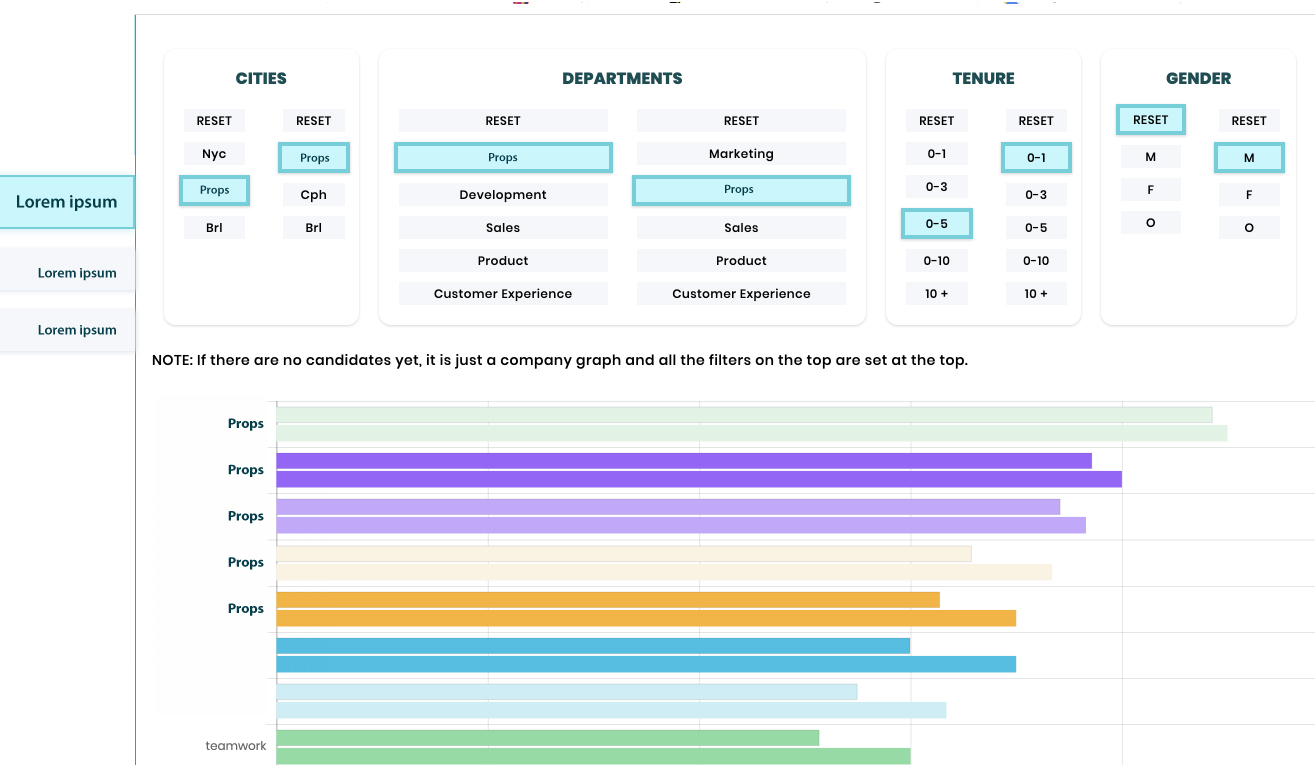 CITIES DEPARTMENTS TENURE GENDER
RESET RESET RESET RESET RESET RESET RESET RESET
Nyc Props Props Marketing 0-1 0-1 M M
Props Cph Development Props 0-3 0-3 F F
Brl Brl Sales Sales 0-5 0-5 O O
Product Product 0-10 0-10
Customer Experience Customer Experience 10 + 10 +
Lorem ipsum
Lorem ipsum
Lorem ipsum
NOTE: If there are no candidates yet, it is just a company graph and all the filters on the top are set at the top.
Props
Props
Props
Props
Props
teamwork